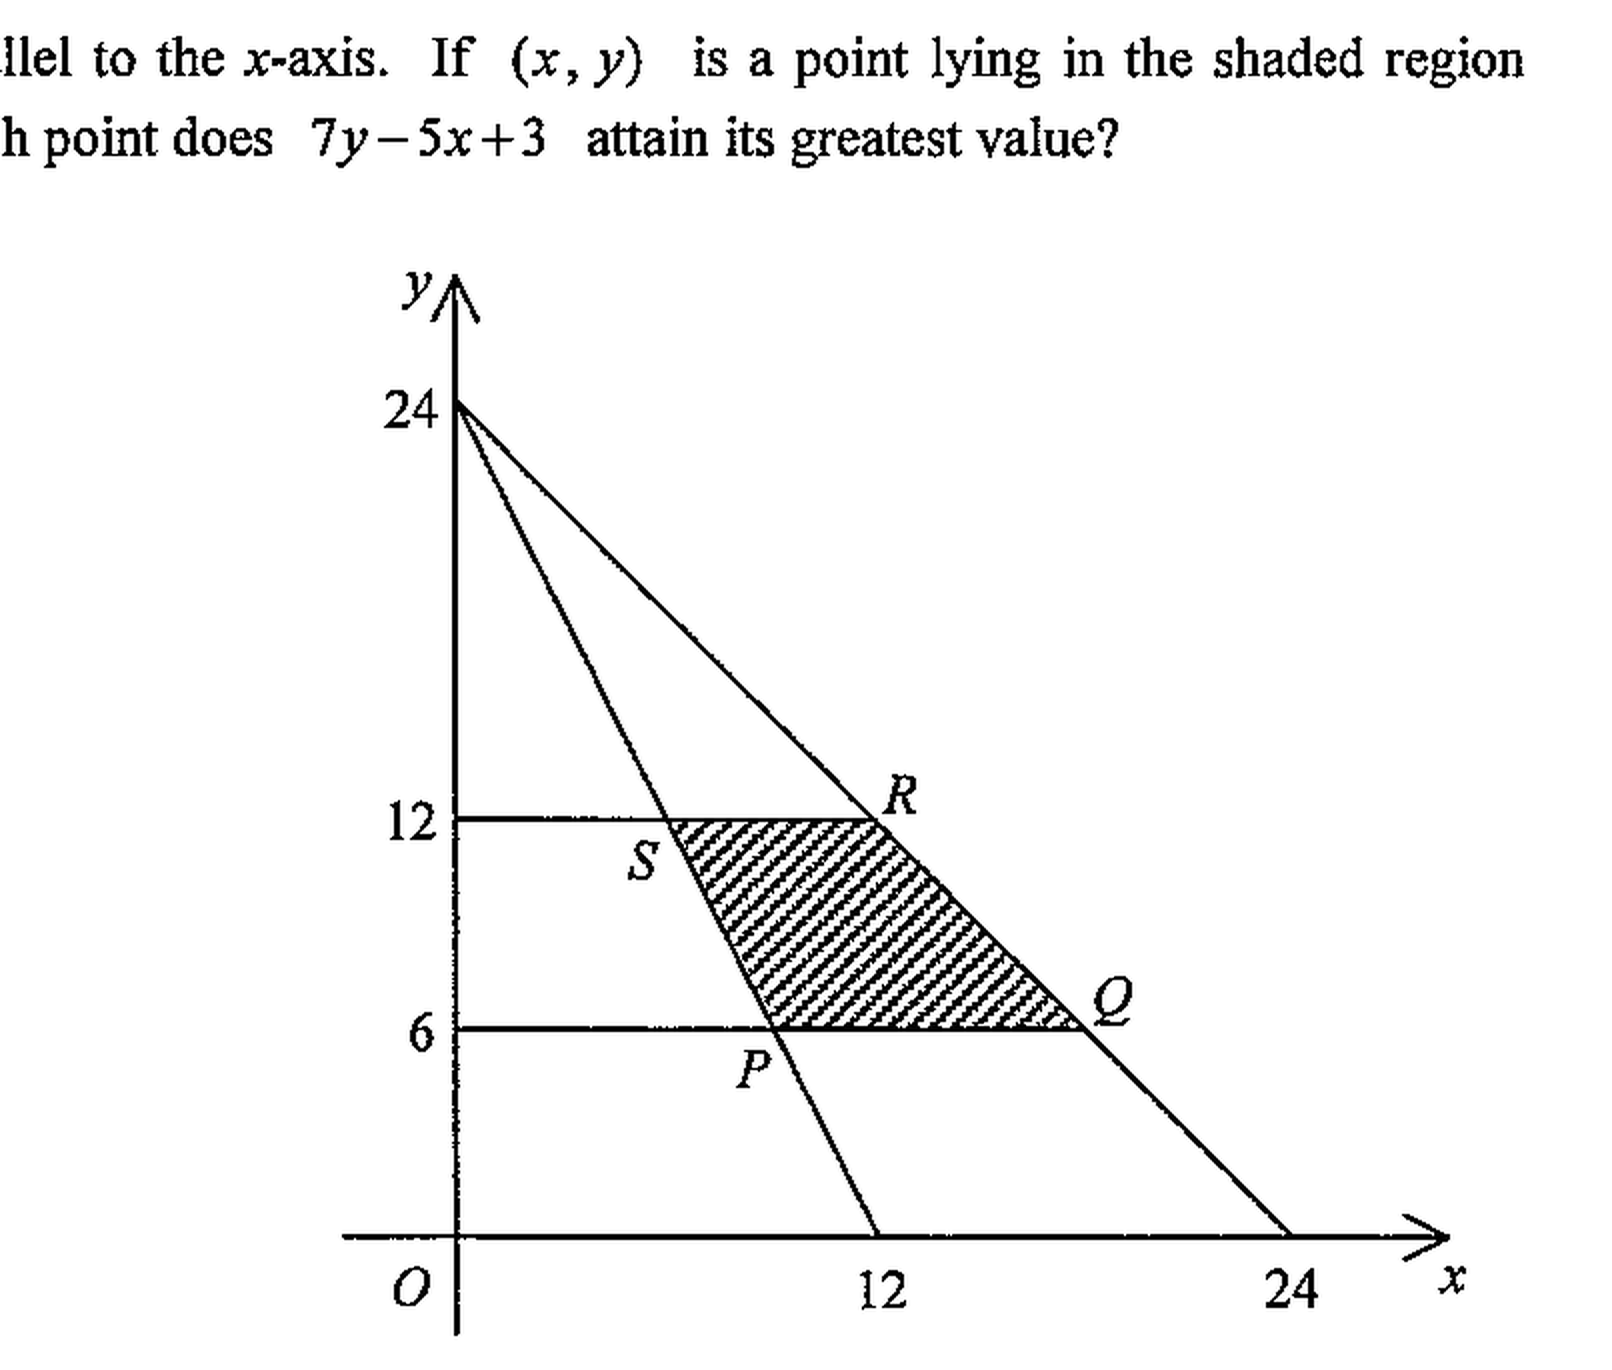 llel to the x-axis. If (x, y) is a point lying in the shaded region
h point does 7y−5x+3 attain its greatest value?
y
24
R
12
S
Q
6
P
O
12
24
x